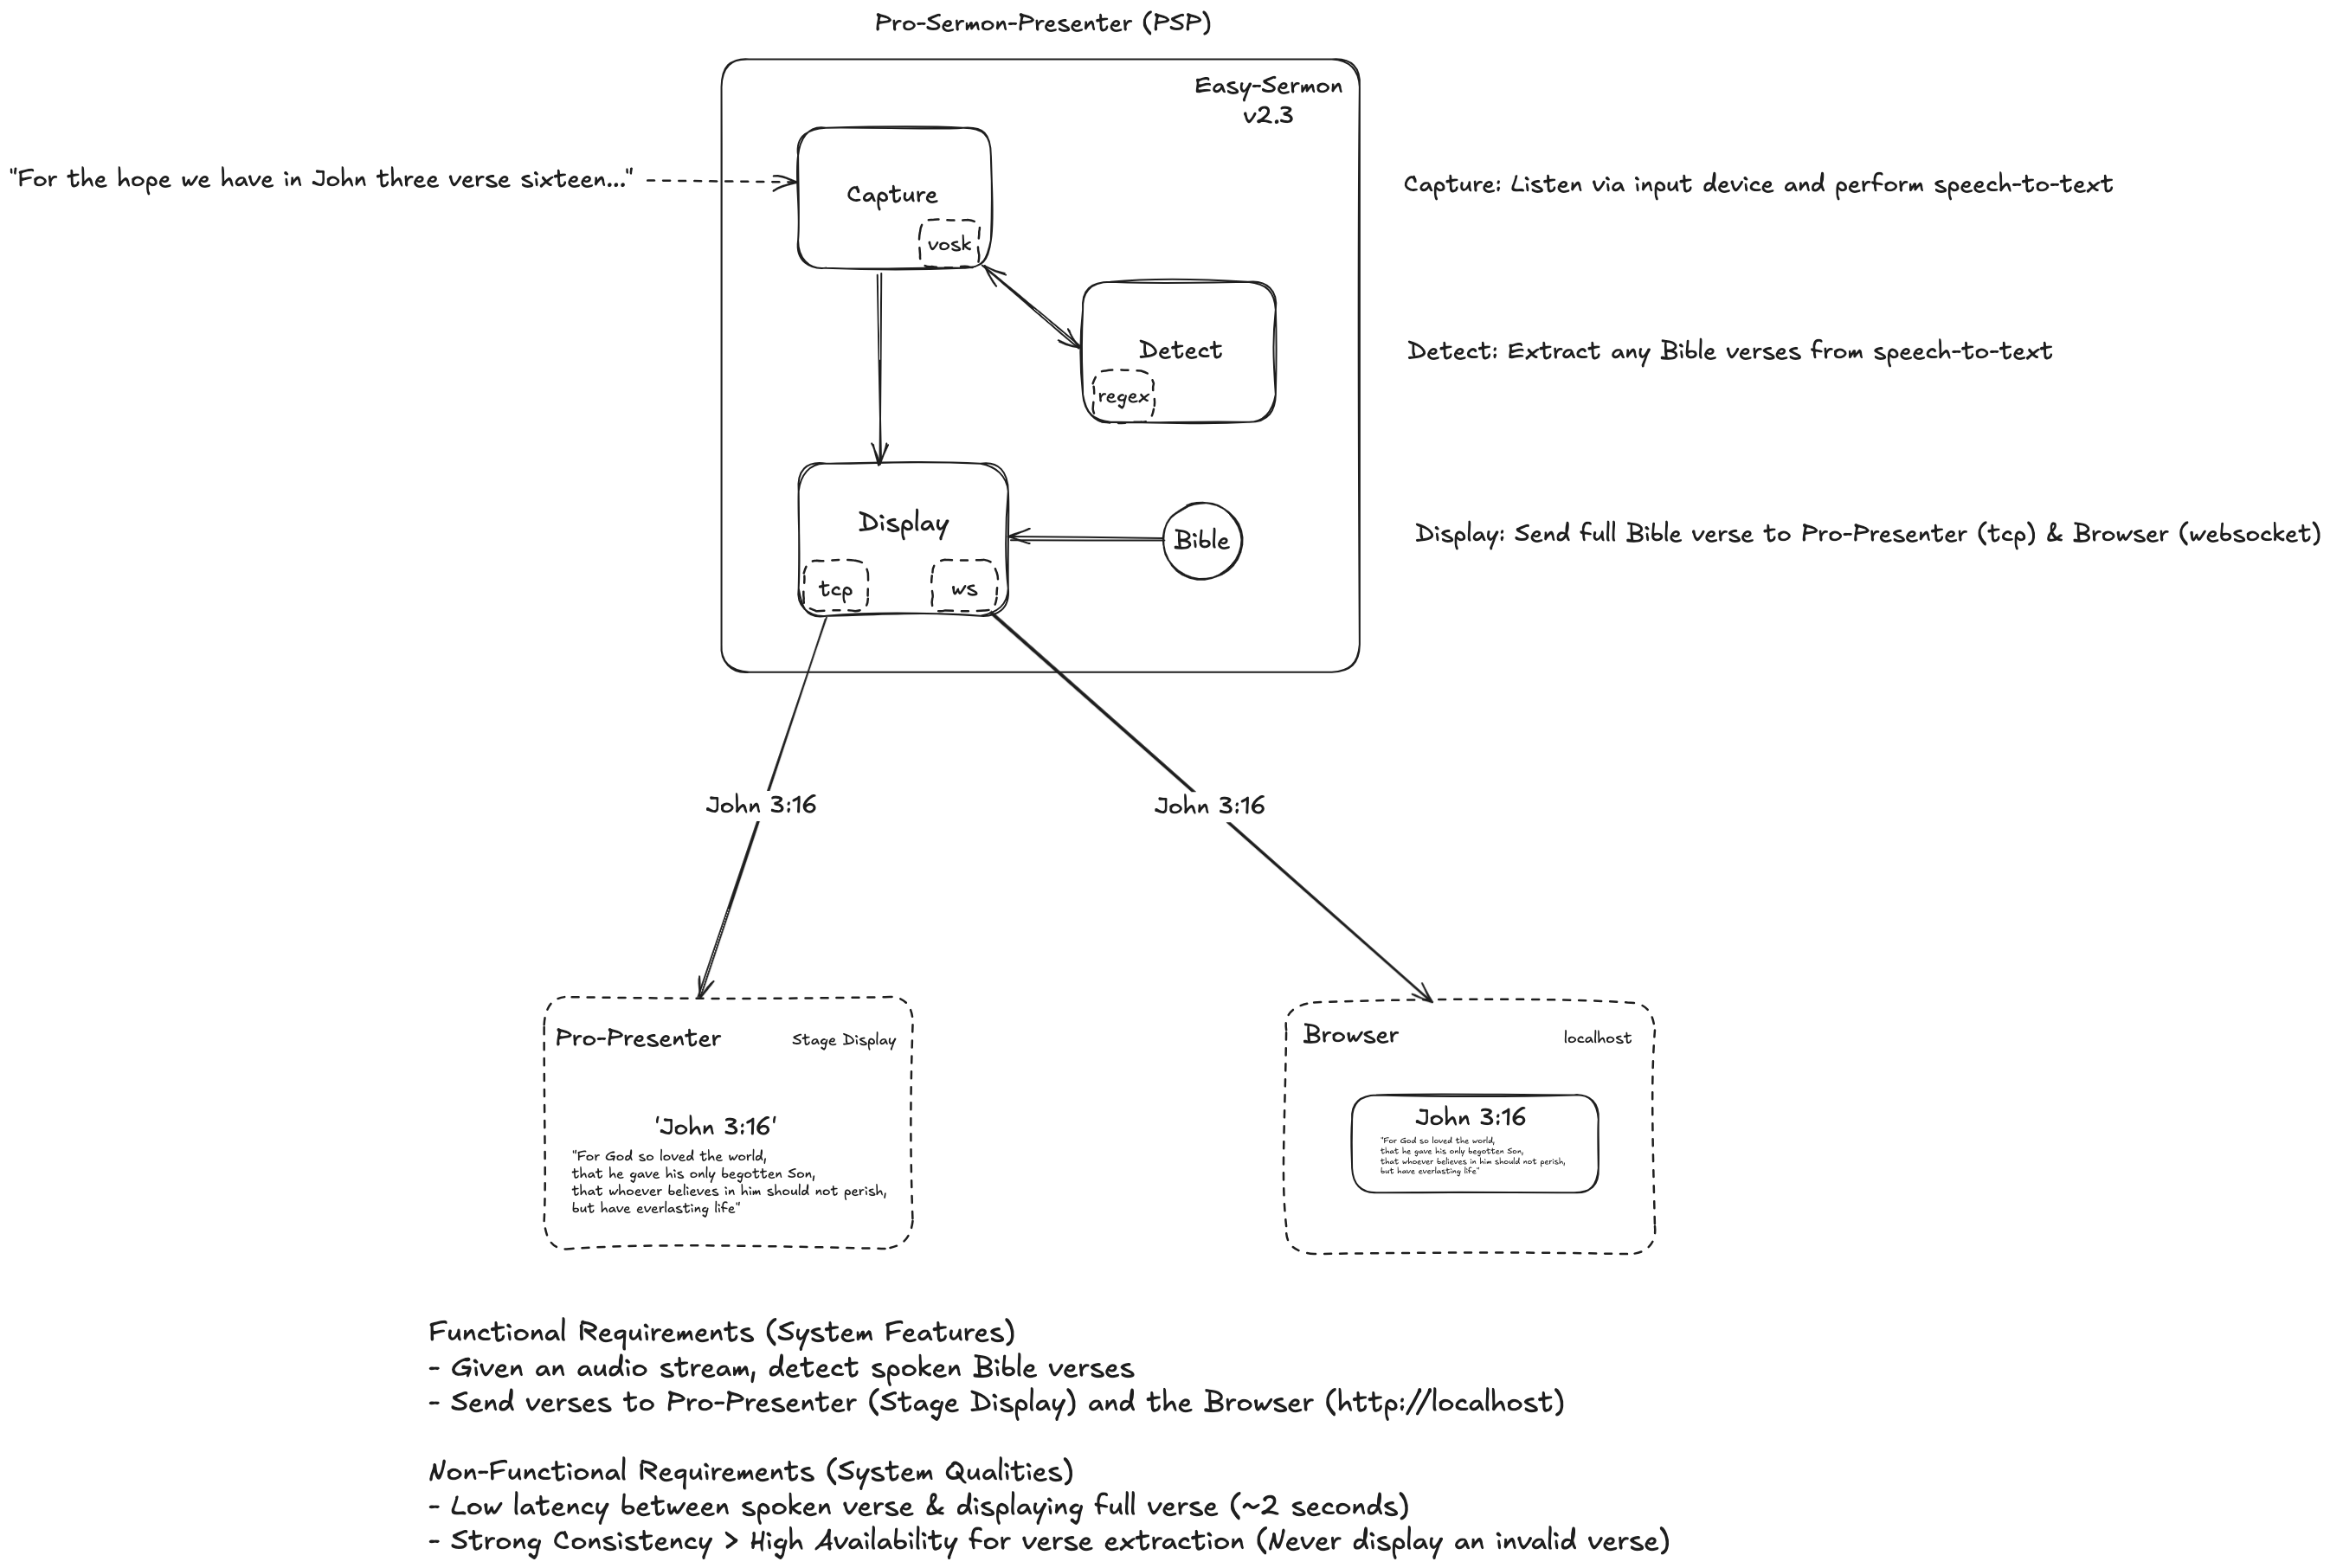 Pro-Sermon-Presenter (PSP)
Easy-Sermon
v2.3
"For the hope we have in John three verse sixteen..."
Capture
vosk
Capture: Listen via input device and perform speech-to-text
Detect
regex
Detect: Extract any Bible verses from speech-to-text
Display
tcp
ws
Bible
Display: Send full Bible verse to Pro-Presenter (tcp) & Browser (websocket)
John 3:16
John 3:16
Pro-Presenter
Stage Display
'John 3:16'
"For God so loved the world,
that he gave his only begotten Son,
that whoever believes in him should not perish,
but have everlasting life"
Browser
localhost
John 3:16
"For God so loved the world,
that he gave his only begotten Son,
that whoever believes in him should not perish,
but have everlasting life"
Functional Requirements (System Features)
- Given an audio stream, detect spoken Bible verses
- Send verses to Pro-Presenter (Stage Display) and the Browser (http://localhost)
Non-Functional Requirements (System Qualities)
- Low latency between spoken verse & displaying full verse (~2 seconds)
- Strong Consistency > High Availability for verse extraction (Never display an invalid verse)